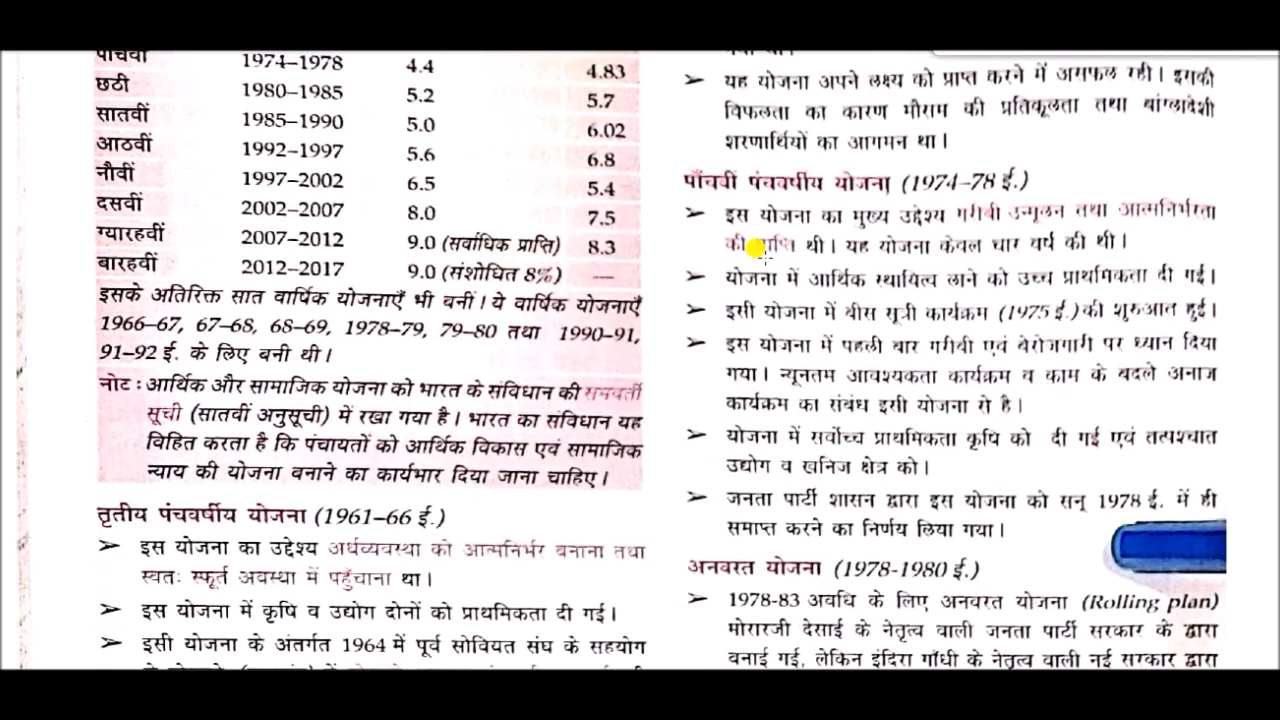 पाँचवीं 1974–1978 4.4 4.83
छठी 1980–1985 5.2 5.7
सातवीं 1985–1990 5.0 6.02
आठवीं 1992–1997 5.6 6.8
नौवीं 1997–2002 6.5 5.4
दसवीं 2002–2007 8.0 7.5
ग्यारहवीं 2007–2012 9.0 (सर्वाधिक प्राप्ति) 8.3
बारहवीं 2012–2017 9.0 (संशोधित 8%) —
इसके अतिरिक्त सात वार्षिक योजनाएँ भी बनीं। ये वार्षिक योजनाएँ
1966–67, 67–68, 68–69, 1978–79, 79–80 तथा 1990–91,
91–92 ई. के लिए बनी थी।
नोट : आर्थिक और सामाजिक योजना को भारत के संविधान की समवर्ती
सूची (सातवीं अनुसूची) में रखा गया है। भारत का संविधान यह
विहित करता है कि पंचायतों को आर्थिक विकास एवं सामाजिक
न्याय की योजना बनाने का कार्यभार दिया जाना चाहिए।
तृतीय पंचवर्षीय योजना (1961–66 ई.)
➢ इस योजना का उद्देश्य अर्थव्यवस्था को आत्मनिर्भर बनाना तथा
स्वतः स्फूर्त अवस्था में पहुँचाना था।
➢ इस योजना में कृषि व उद्योग दोनों को प्राथमिकता दी गई।
➢ इसी योजना के अंतर्गत 1964 में पूर्व सोवियत संघ के सहयोग
➢ यह योजना अपने लक्ष्य को प्राप्त करने में असफल रही। इसकी
विफलता का कारण मौसम की प्रतिकूलता तथा बांग्लादेशी
शरणार्थियों का आगमन था।
पाँचवीं पंचवर्षीय योजना (1974–78 ई.)
➢ इस योजना का मुख्य उद्देश्य गरीबी उन्मूलन तथा आत्मनिर्भरता
की प्राप्ति थी। यह योजना केवल चार वर्ष की थी।
➢ योजना में आर्थिक स्थायित्व लाने को उच्च प्राथमिकता दी गई।
➢ इसी योजना में बीस सूत्री कार्यक्रम (1975 ई.) की शुरुआत हुई।
➢ इस योजना में पहली बार गरीबी एवं बेरोजगारी पर ध्यान दिया
गया। न्यूनतम आवश्यकता कार्यक्रम व काम के बदले अनाज
कार्यक्रम का संबंध इसी योजना से है।
➢ योजना में सर्वोच्च प्राथमिकता कृषि को दी गई एवं तत्पश्चात
उद्योग व खनिज क्षेत्र को।
➢ जनता पार्टी शासन द्वारा इस योजना को सन् 1978 ई. में ही
समाप्त करने का निर्णय लिया गया।
अनवरत योजना (1978-1980 ई.)
➢ 1978-83 अवधि के लिए अनवरत योजना (Rolling plan)
मोरारजी देसाई के नेतृत्व वाली जनता पार्टी सरकार के द्वारा
बनाई गई, लेकिन इंदिरा गाँधी के नेतृत्व वाली नई सरकार द्वारा